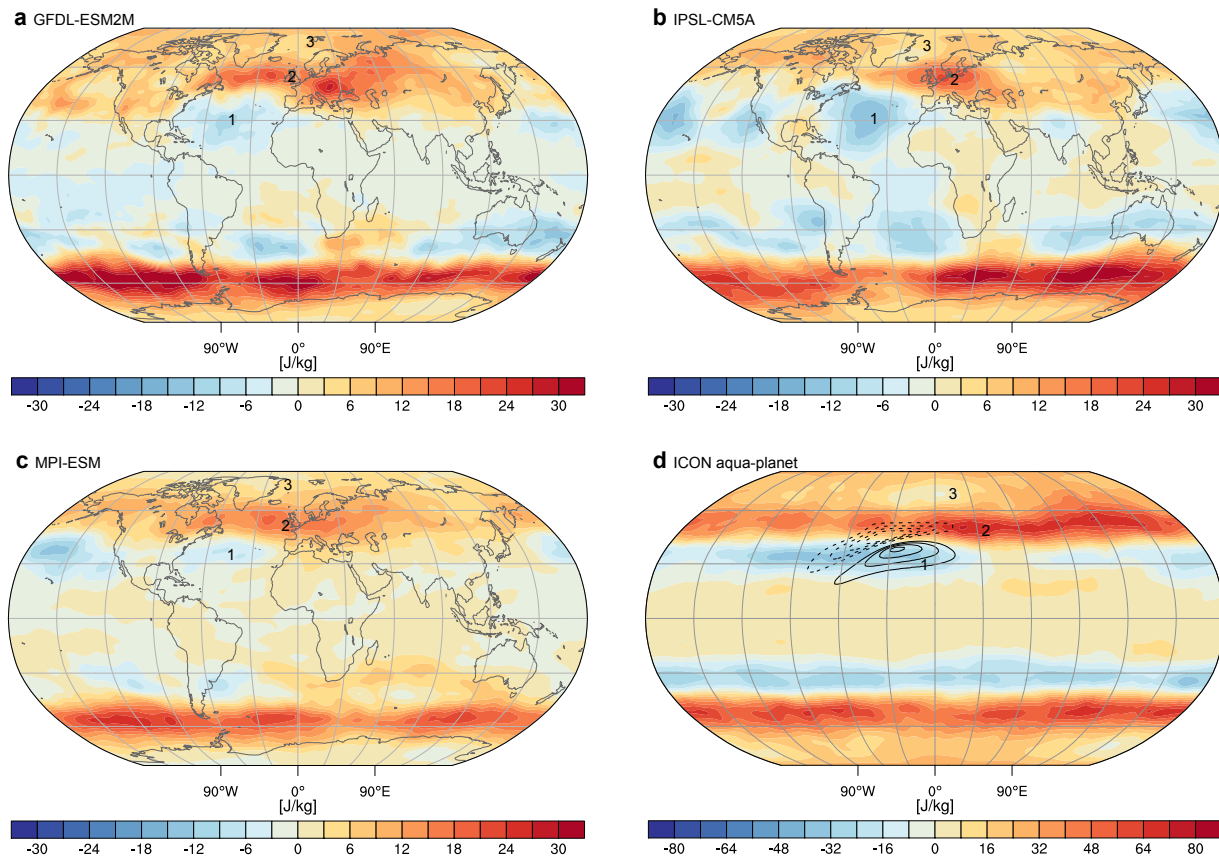 a GFDL-ESM2M
3
2
1
90°W 0° 90°E
[J/kg]
-30 -24 -18 -12 -6 0 6 12 18 24 30
b IPSL-CM5A
3
2
1
90°W 0° 90°E
[J/kg]
-30 -24 -18 -12 -6 0 6 12 18 24 30
c MPI-ESM
3
2
1
90°W 0° 90°E
[J/kg]
-30 -24 -18 -12 -6 0 6 12 18 24 30
d ICON aqua-planet
3
2
1
90°W 0° 90°E
[J/kg]
-80 -64 -48 -32 -16 0 16 32 48 64 80